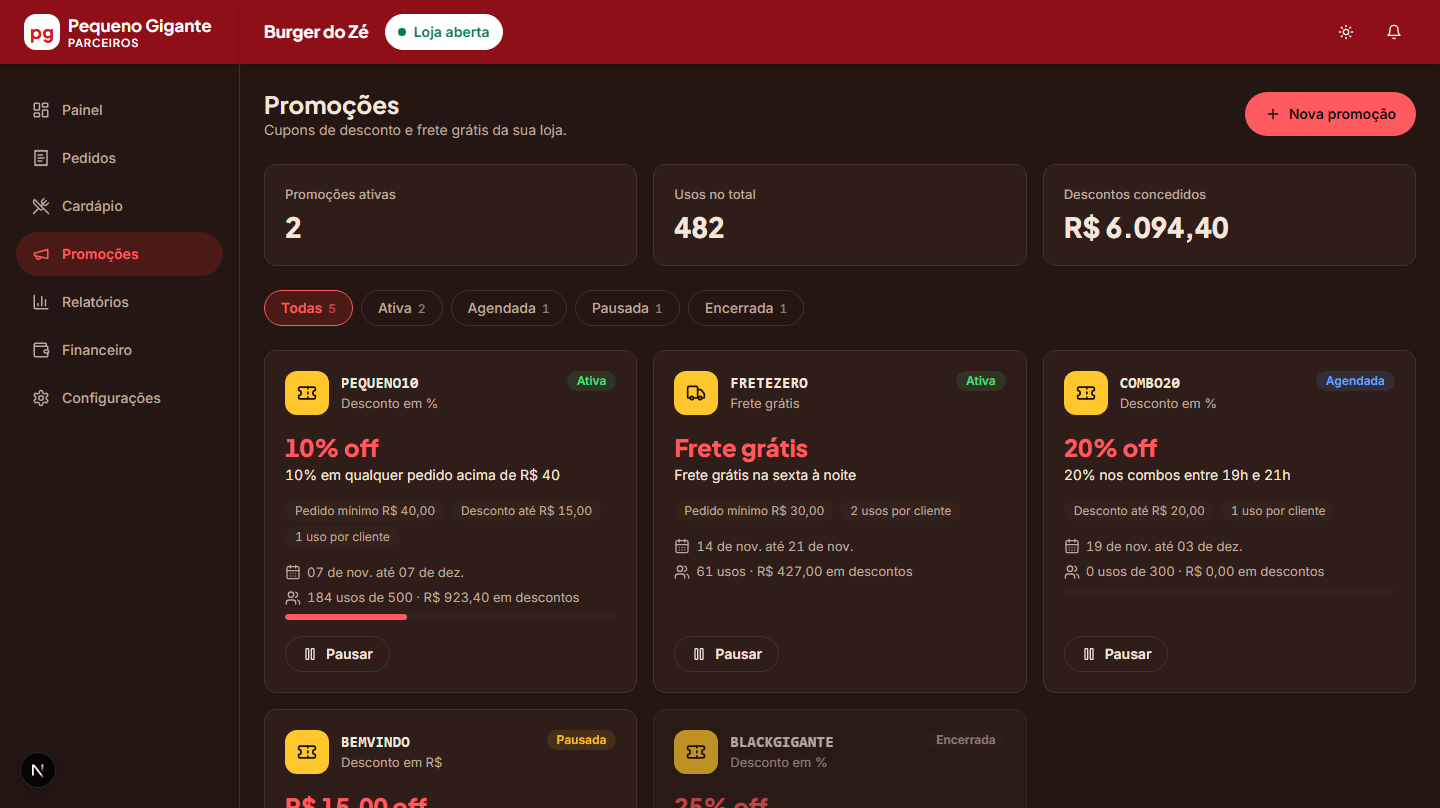 pg
Pequeno Gigante
PARCEIROS
Burger do Zé
Loja aberta
Painel
Pedidos
Cardápio
Promoções
Relatórios
Financeiro
Configurações
N
Promoções
Cupons de desconto e frete grátis da sua loja.
+ Nova promoção
Promoções ativas
2
Usos no total
482
Descontos concedidos
R$ 6.094,40
Todas 5
Ativa 2
Agendada 1
Pausada 1
Encerrada 1
PEQUENO10
Desconto em %
Ativa
10% off
10% em qualquer pedido acima de R$ 40
Pedido mínimo R$ 40,00
Desconto até R$ 15,00
1 uso por cliente
07 de nov. até 07 de dez.
184 usos de 500 · R$ 923,40 em descontos
Pausar
FRETEZERO
Frete grátis
Ativa
Frete grátis
Frete grátis na sexta à noite
Pedido mínimo R$ 30,00
2 usos por cliente
14 de nov. até 21 de nov.
61 usos · R$ 427,00 em descontos
Pausar
COMBO20
Desconto em %
Agendada
20% off
20% nos combos entre 19h e 21h
Desconto até R$ 20,00
1 uso por cliente
19 de nov. até 03 de dez.
0 usos de 300 · R$ 0,00 em descontos
Pausar
BEMVINDO
Desconto em R$
Pausada
R$ 15,00 off
BLACKGIGANTE
Desconto em %
Encerrada
25% off